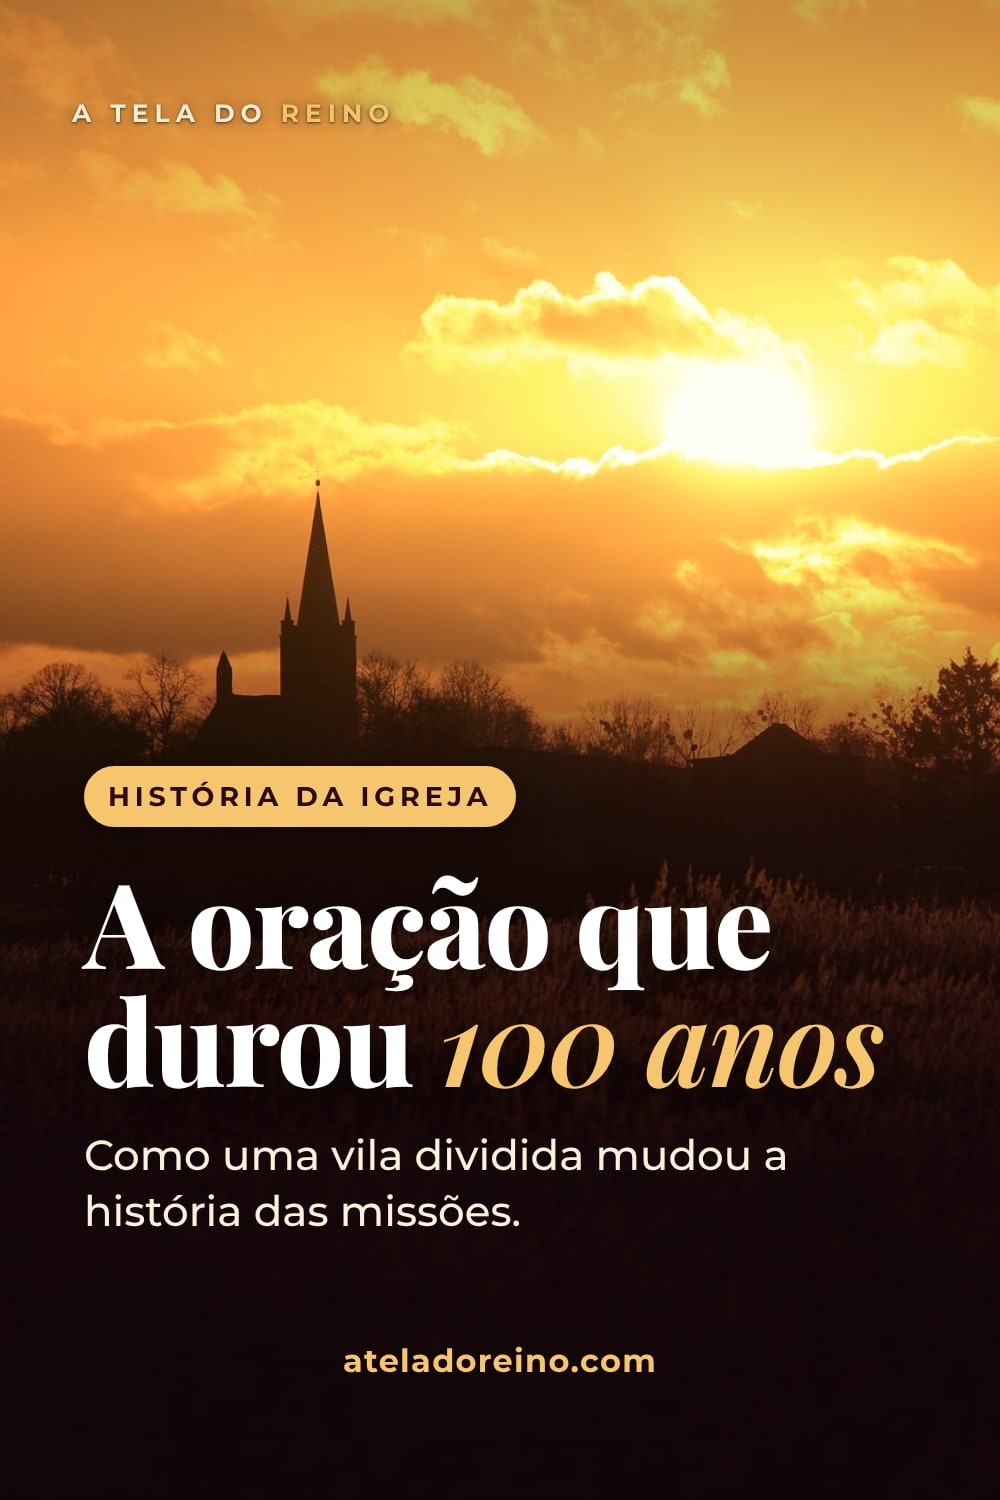 A TELA DO REINO
HISTÓRIA DA IGREJA
A oração que
durou 100 anos
Como uma vila dividida mudou a
história das missões.
ateladoreino.com